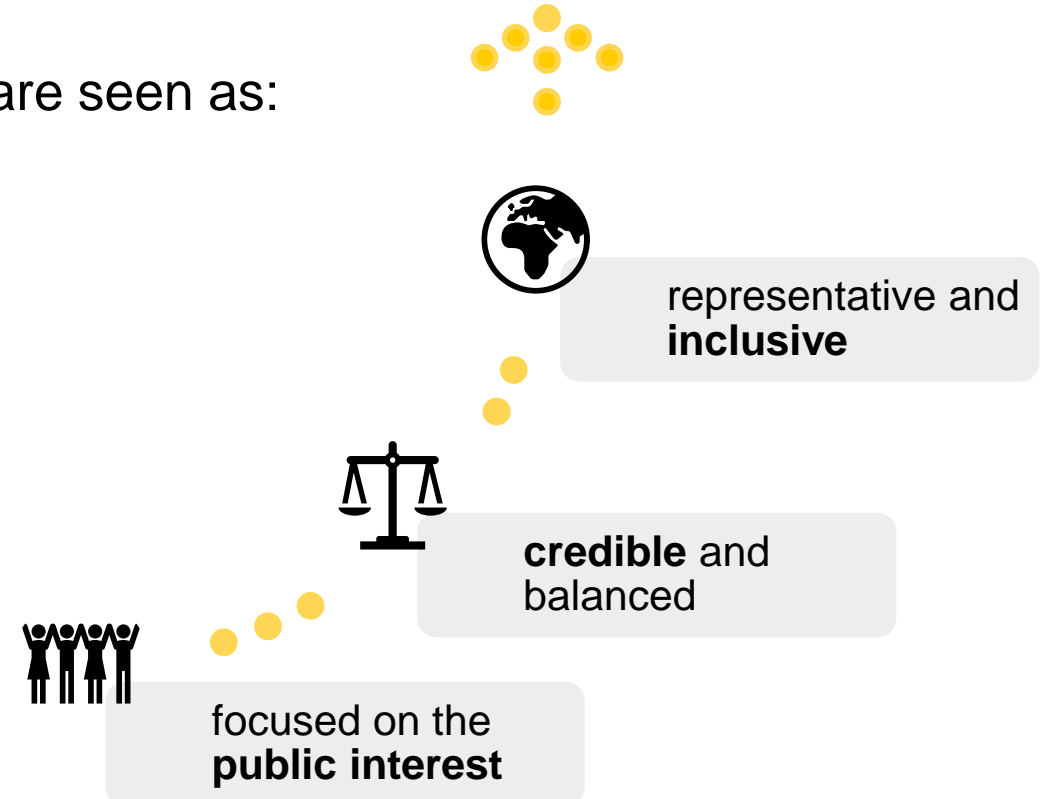 are seen as:
representative and
inclusive
credible and
balanced
focused on the
public interest